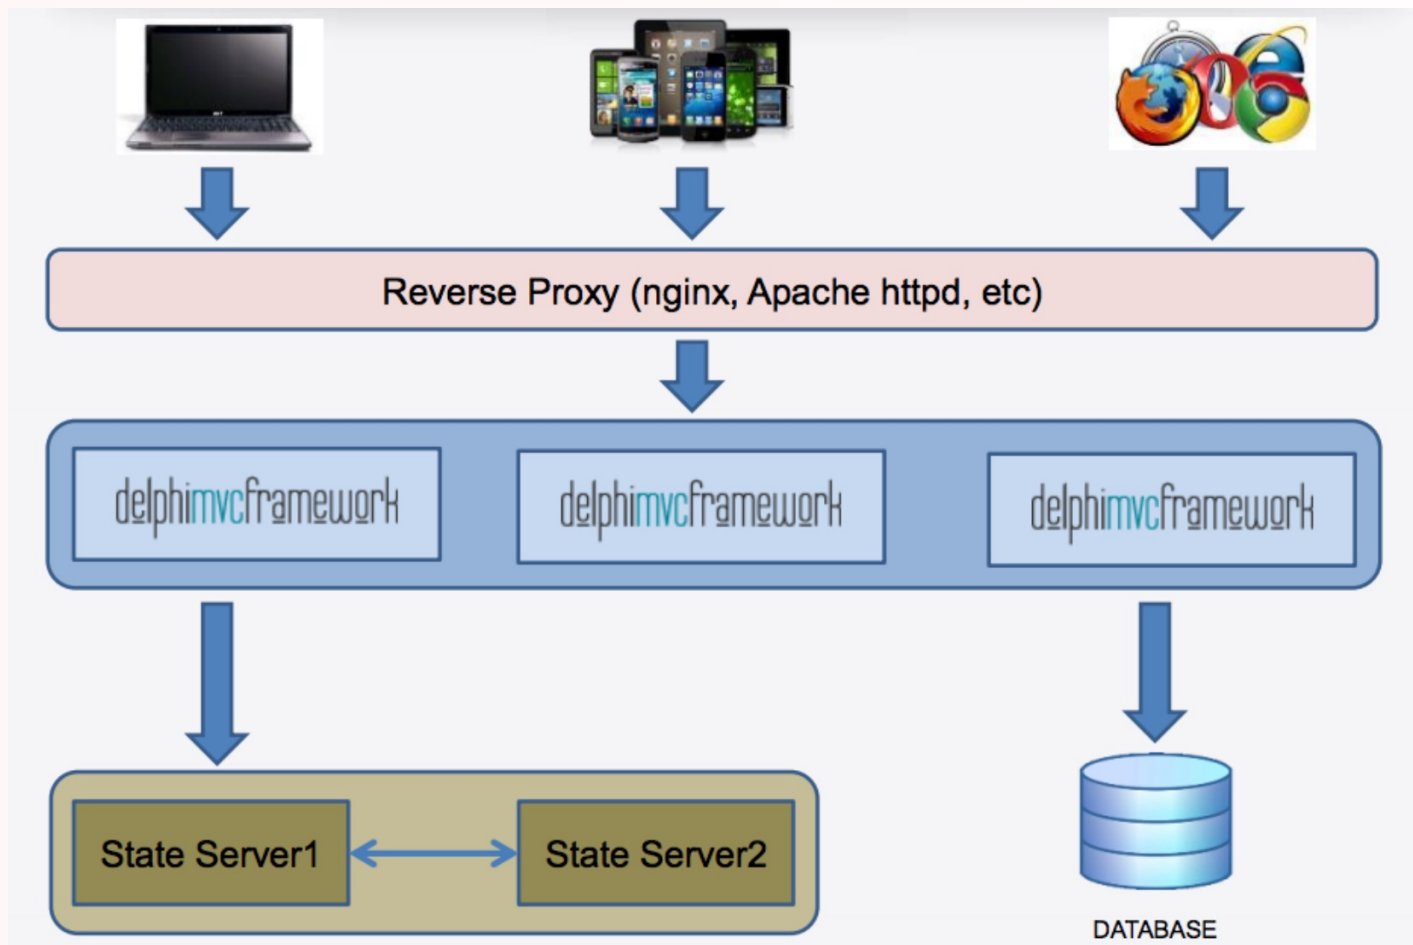 Reverse Proxy (nginx, Apache httpd, etc)
delphimvcframework
delphimvcframework
delphimvcframework
State Server1
State Server2
DATABASE